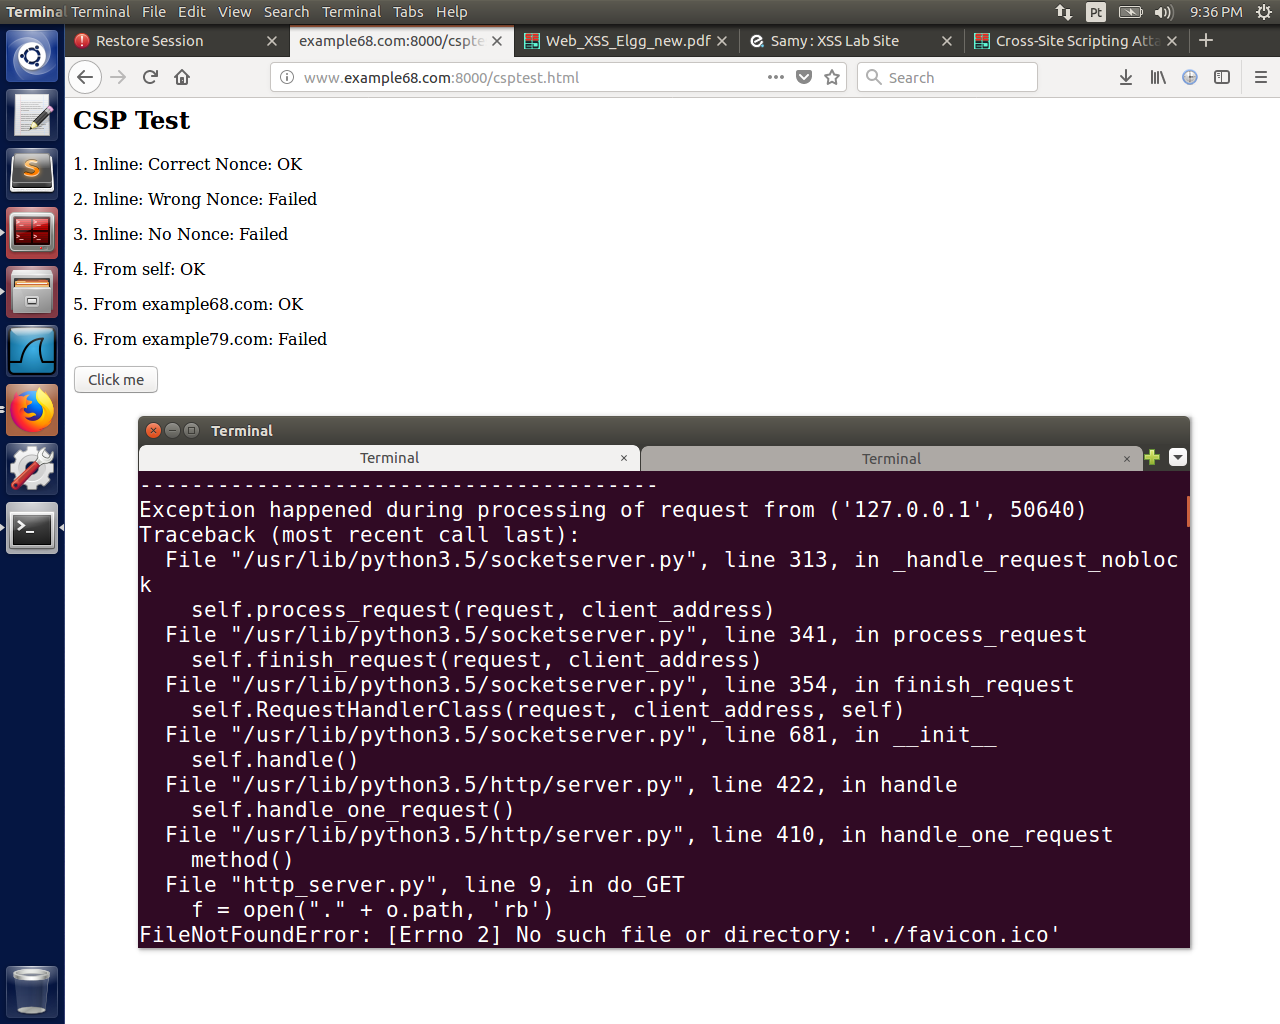 Terminal Terminal File Edit View Search Terminal Tabs Help Pt 9:36 PM
Restore Session example68.com:8000/cspte Web_XSS_Elgg_new.pdf Samy : XSS Lab Site Cross-Site Scripting Atta
www.example68.com:8000/csptest.html Search
CSP Test
1. Inline: Correct Nonce: OK
2. Inline: Wrong Nonce: Failed
3. Inline: No Nonce: Failed
4. From self: OK
5. From example68.com: OK
6. From example79.com: Failed
Click me
Terminal
Terminal Terminal
----------------------------------------
Exception happened during processing of request from ('127.0.0.1', 50640)
Traceback (most recent call last):
  File "/usr/lib/python3.5/socketserver.py", line 313, in _handle_request_nobloc
k
    self.process_request(request, client_address)
  File "/usr/lib/python3.5/socketserver.py", line 341, in process_request
    self.finish_request(request, client_address)
  File "/usr/lib/python3.5/socketserver.py", line 354, in finish_request
    self.RequestHandlerClass(request, client_address, self)
  File "/usr/lib/python3.5/socketserver.py", line 681, in __init__
    self.handle()
  File "/usr/lib/python3.5/http/server.py", line 422, in handle
    self.handle_one_request()
  File "/usr/lib/python3.5/http/server.py", line 410, in handle_one_request
    method()
  File "http_server.py", line 9, in do_GET
    f = open("." + o.path, 'rb')
FileNotFoundError: [Errno 2] No such file or directory: './favicon.ico'